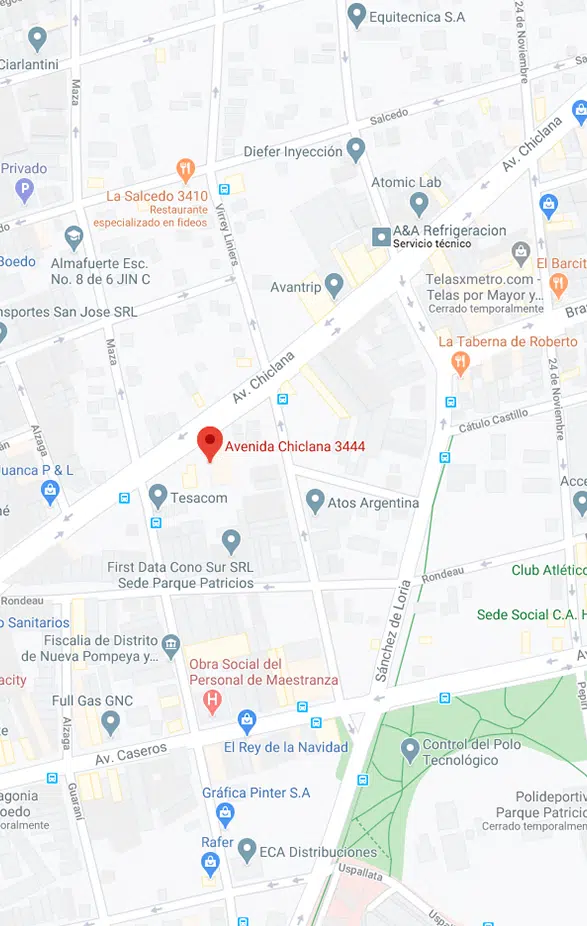 Equitecnica S.A
24 de Noviembre
Ciarlantini
Maza
Salcedo
Av. Chiclana
Diefer Inyección
Privado
P
La Salcedo 3410
Restaurante
especializado en fideos
Atomic Lab
Virrey Liniers
A&A Refrigeracion
Servicio técnico
Boedo
Almafuerte Esc.
No. 8 de 6 JIN C
Telasxmetro.com -
Telas por Mayor y...
Cerrado temporalmente
El Barcit
Avantrip
nsportes San Jose SRL
Bra
La Taberna de Roberto
Maza
Av. Chiclana
24 de Noviembre
Cátulo Castillo
Alzaga
Avenida Chiclana 3444
uanca P & L
Tesacom
Atos Argentina
Acce
First Data Cono Sur SRL
Sede Parque Patricios
Rondeau
Club Atlético
Rondeau
Sánchez de Loria
Sede Social C.A. H
o Sanitarios
Fiscalia de Distrito
de Nueva Pompeya y...
Obra Social del
Personal de Maestranza
H
acity
Full Gas GNC
Alzaga
Pepiri
El Rey de la Navidad
Av. Caseros
Control del Polo
Tecnológico
Guaraní
Gráfica Pinter S.A
agonia
oedo
oralmente
Polideportiv
Parque Patricio
Cerrado temporalmen
Rafer
ECA Distribuciones
Uspallata
Uspallata